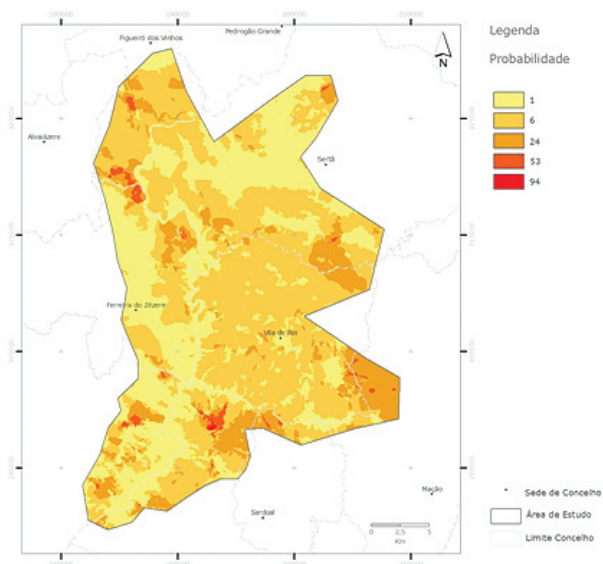 Figueiró dos Vinhos
Pedrogão Grande
N
Alvaiázere
Sertã
Ferreira do Zêzere
Vila de Rei
Mação
Sardoal
0 2,5 5
Km
Legenda
Probabilidade
1
6
24
53
94
Sede de Concelho
Área de Estudo
Limite Concelho